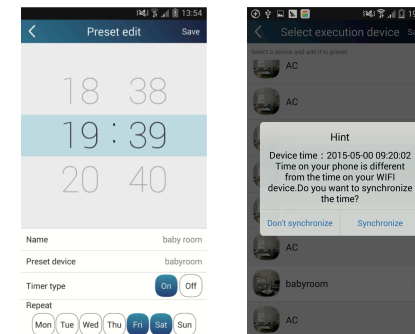 13:54
Preset edit
Save
18 38
19 : 39
20 40
Name baby room
Preset device babyroom
Timer type On Off
Repeat
Mon Tue Wed Thu Fri Sat Sun
Select execution device
Select a device and add it to preset
AC
AC
Hint
Device time : 2015-05-00 09:20:02
Time on your phone is different
from the time on your WIFI
device.Do you want to synchronize
the time?
Don't synchronize Synchronize
AC
babyroom
AC